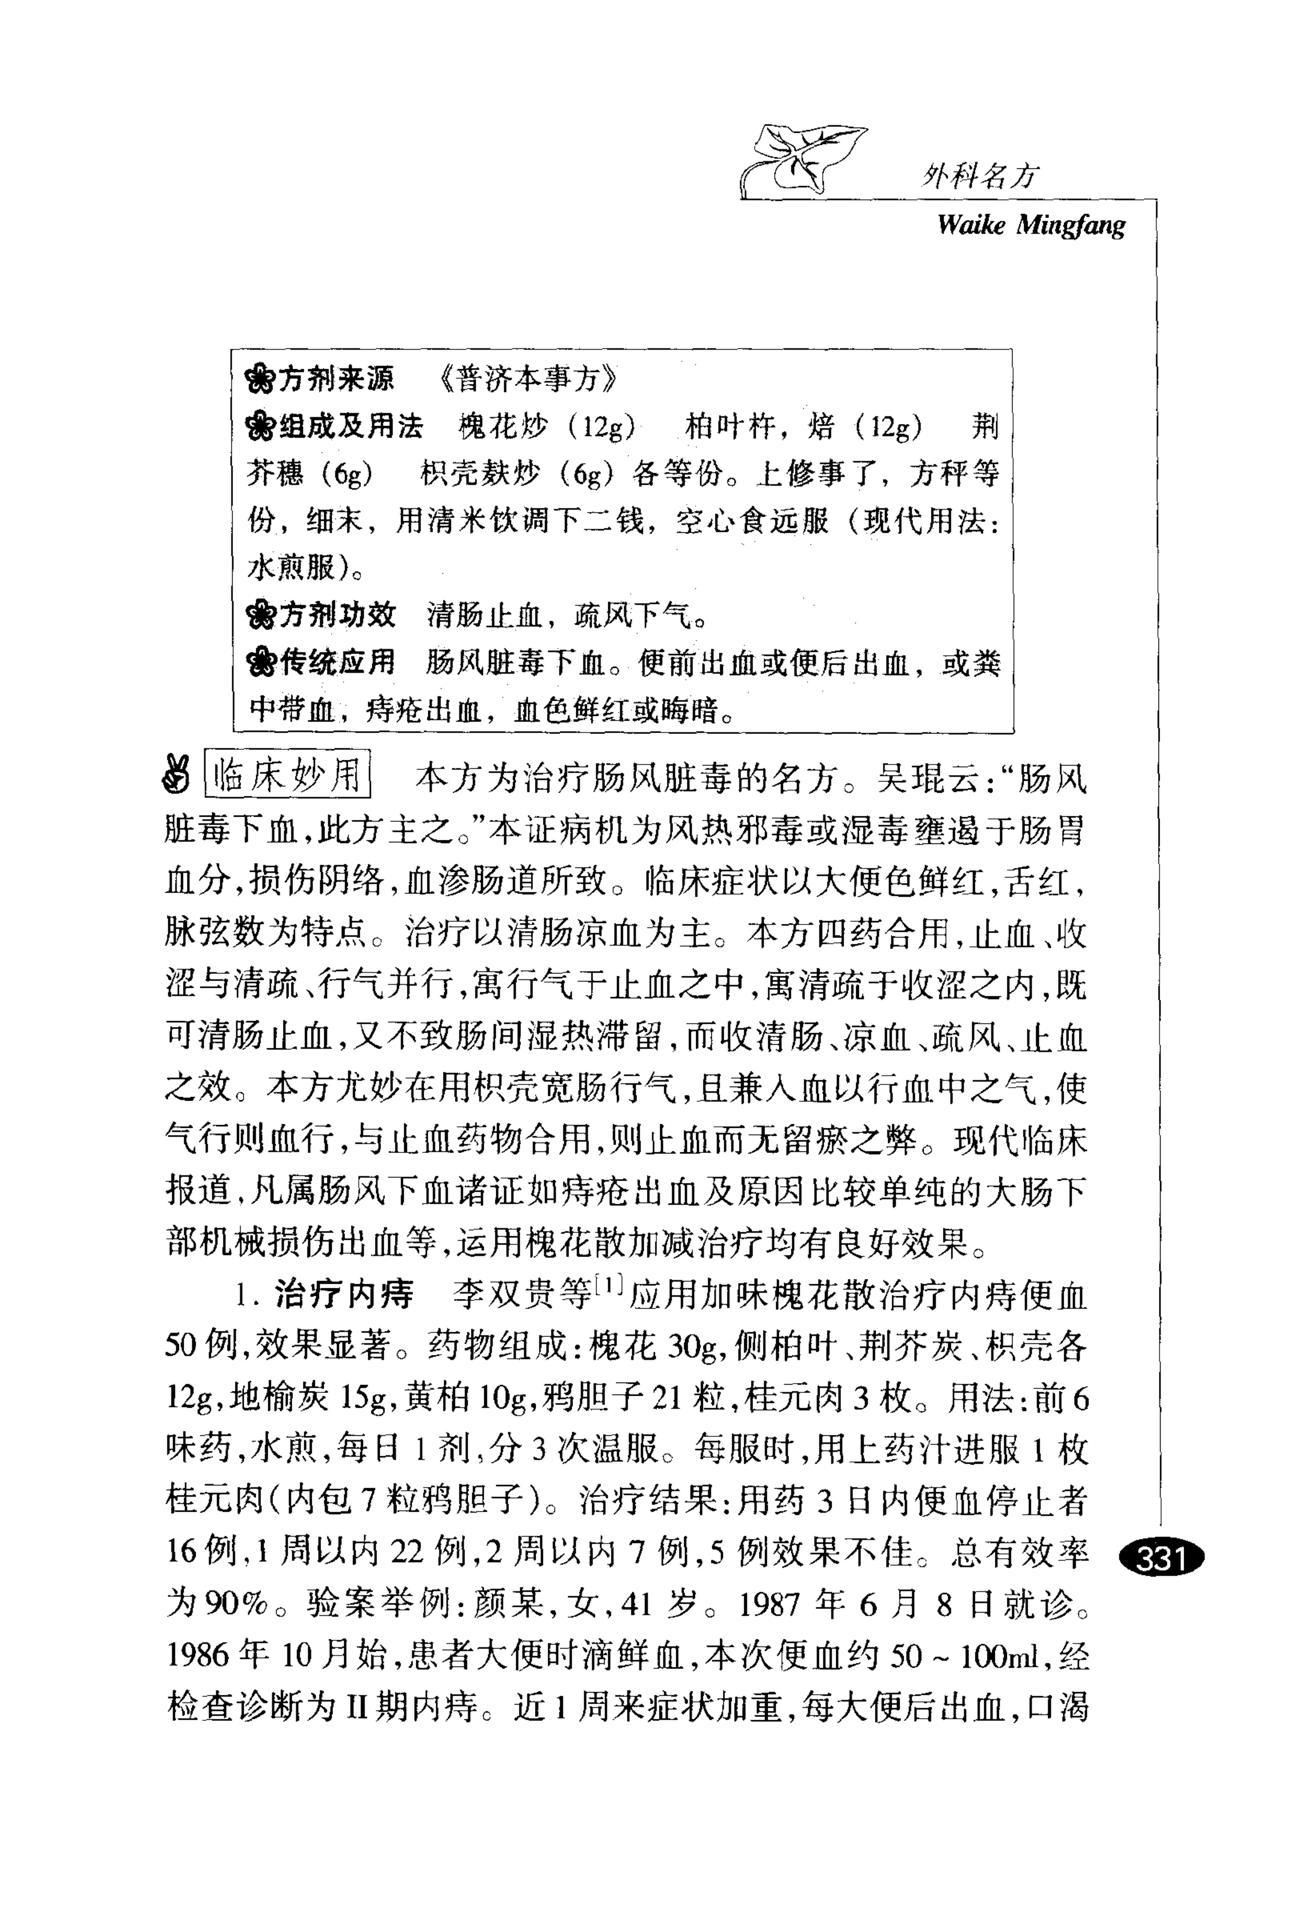 外科名方
Waike Mingfang
方剂来源 《普济本事方》
组成及用法 槐花炒（12g） 柏叶杵，焙（12g） 荆
芥穗（6g） 枳壳麸炒（6g）各等份。上修事了，方秤等
份，细末，用清米饮调下二钱，空心食远服（现代用法：
水煎服）。
方剂功效 清肠止血，疏风下气。
传统应用 肠风脏毒下血。便前出血或便后出血，或粪
中带血，痔疮出血，血色鲜红或晦暗。
临床妙用 本方为治疗肠风脏毒的名方。吴琨云：“肠风
脏毒下血，此方主之。”本证病机为风热邪毒或湿毒壅遏于肠胃
血分，损伤阴络，血渗肠道所致。临床症状以大便色鲜红，舌红，
脉弦数为特点。治疗以清肠凉血为主。本方四药合用，止血、收
涩与清疏、行气并行，寓行气于止血之中，寓清疏于收涩之内，既
可清肠止血，又不致肠间湿热滞留，而收清肠、凉血、疏风、止血
之效。本方尤妙在用枳壳宽肠行气，且兼入血以行血中之气，使
气行则血行，与止血药物合用，则止血而无留瘀之弊。现代临床
报道，凡属肠风下血诸证如痔疮出血及原因比较单纯的大肠下
部机械损伤出血等，运用槐花散加减治疗均有良好效果。
1. 治疗内痔 李双贵等[1]应用加味槐花散治疗内痔便血
50例，效果显著。药物组成：槐花30g，侧柏叶、荆芥炭、枳壳各
12g，地榆炭15g，黄柏10g，鸦胆子21粒，桂元肉3枚。用法：前6
味药，水煎，每日1剂，分3次温服。每服时，用上药汁进服1枚
桂元肉（内包7粒鸦胆子）。治疗结果：用药3日内便血停止者
16例，1周以内22例，2周以内7例，5例效果不佳。总有效率
为90%。验案举例：颜某，女，41岁。1987年6月8日就诊。
1986年10月始，患者大便时滴鲜血，本次便血约50~100ml，经
检查诊断为II期内痔。近1周来症状加重，每大便后出血，口渴
331